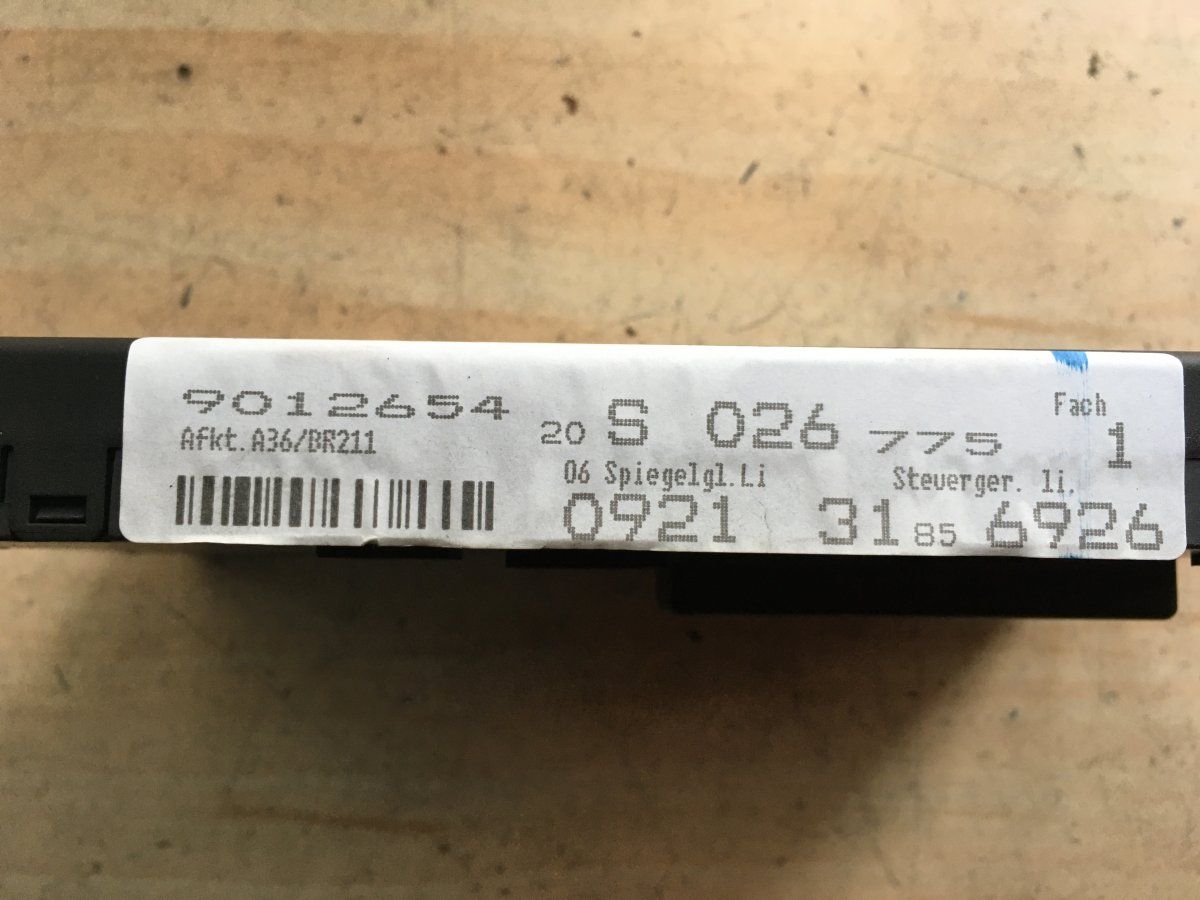 9012654
Afkt. A36/BR211
20 S 026 775
Fach
1
06 Spiegelgl.Li
Steuerger. li.
0921 31 85 6926